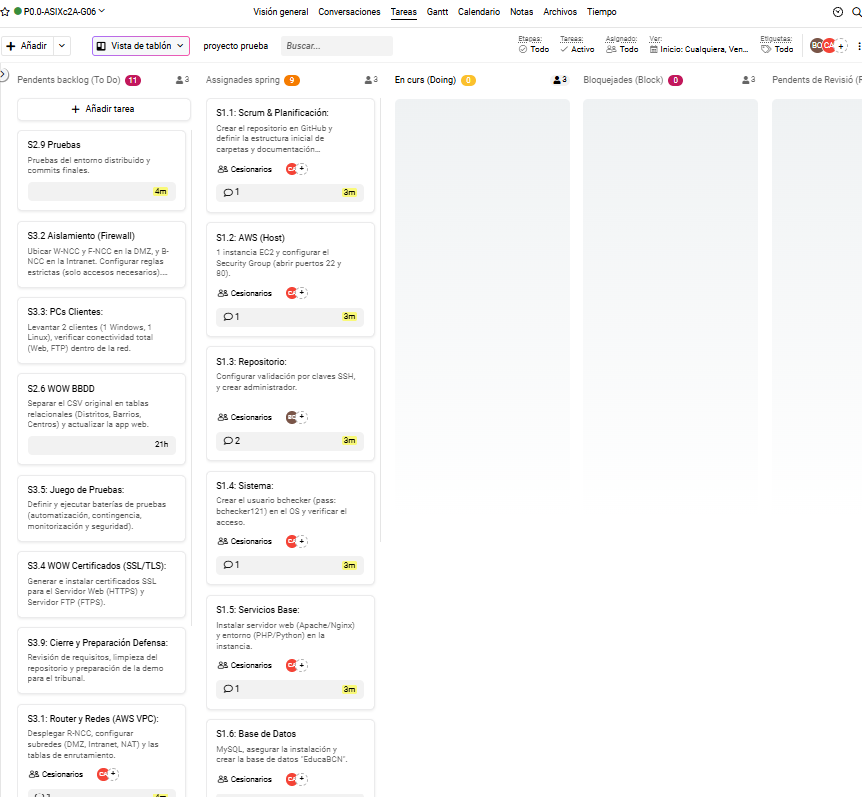 P0.0-ASIXc2A-G06
Visión general Conversaciones Tareas Gantt Calendario Notas Archivos Tiempo
Añadir
Vista de tablón
proyecto prueba
Buscar...
Etapas:
Todo
Tareas:
Activo
Asignado:
Todo
Ver:
Inicio: Cualquiera, Ven...
Etiquetas:
Todo
Pendents backlog (To Do) 11 3
Añadir tarea
S2.9 Pruebas
Pruebas del entorno distribuido y
commits finales.
4m
S3.2 Aislamiento (Firewall)
Ubicar W-NCC y F-NCC en la DMZ, y B-
NCC en la Intranet. Configurar reglas
estrictas (solo accesos necesarios)....
S3.3: PCs Clientes:
Levantar 2 clientes (1 Windows, 1
Linux), verificar conectividad total
(Web, FTP) dentro de la red.
S2.6 WOW BBDD
Separar el CSV original en tablas
relacionales (Distritos, Barrios,
Centros) y actualizar la app web.
21h
S3.5: Juego de Pruebas:
Definir y ejecutar baterías de pruebas
(automatización, contingencia,
monitorización y seguridad).
S3.4 WOW Certificados (SSL/TLS):
Generar e instalar certificados SSL
para el Servidor Web (HTTPS) y
Servidor FTP (FTPS).
S3.9: Cierre y Preparación Defensa:
Revisión de requisitos, limpieza del
repositorio y preparación de la demo
para el tribunal.
S3.1: Router y Redes (AWS VPC):
Desplegar R-NCC, configurar
subredes (DMZ, Intranet, NAT) y las
tablas de enrutamiento.
Cesionarios CA +
Assignades spring 9 3
S1.1: Scrum & Planificación:
Crear el repositorio en GitHub y
definir la estructura inicial de
carpetas y documentación...
Cesionarios CA +
1 3m
S1.2: AWS (Host)
1 instancia EC2 y configurar el
Security Group (abrir puertos 22 y
80).
Cesionarios CA +
1 3m
S1.3: Repositorio:
Configurar validación por claves SSH,
y crear administrador.
Cesionarios BC +
2 3m
S1.4: Sistema:
Crear el usuario bchecker (pass:
bchecker121) en el OS y verificar el
acceso.
Cesionarios CA +
1 3m
S1.5: Servicios Base:
Instalar servidor web (Apache/Nginx)
y entorno (PHP/Python) en la
instancia.
Cesionarios CA +
1 3m
S1.6: Base de Datos
MySQL, asegurar la instalación y
crear la base de datos "EducaBCN".
Cesionarios CA +
En curs (Doing) 0 3
Bloquejades (Block) 0 3
Pendents de Revisió (